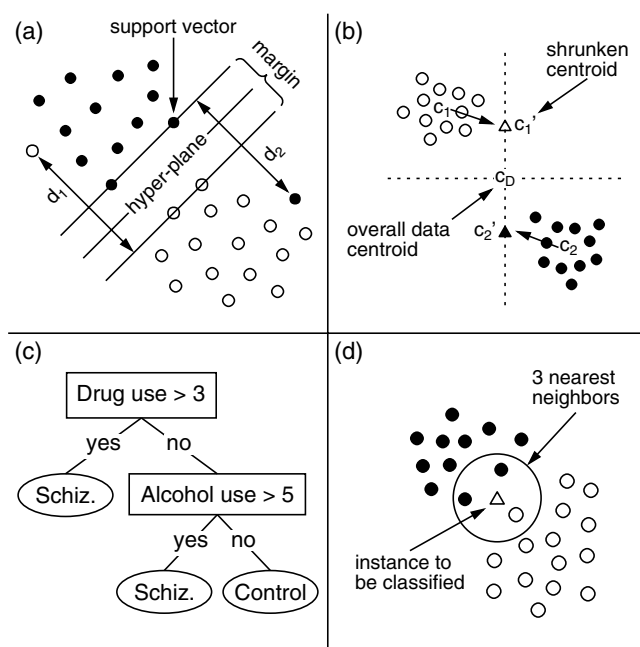 (a)
support vector
margin
hyper-plane
d1
d2
(b)
shrunken
centroid
c1
c1'
cD
overall data
centroid
c2'
c2
(c)
Drug use > 3
yes
no
Schiz.
Alcohol use > 5
yes
no
Schiz.
Control
(d)
3 nearest
neighbors
instance to
be classified